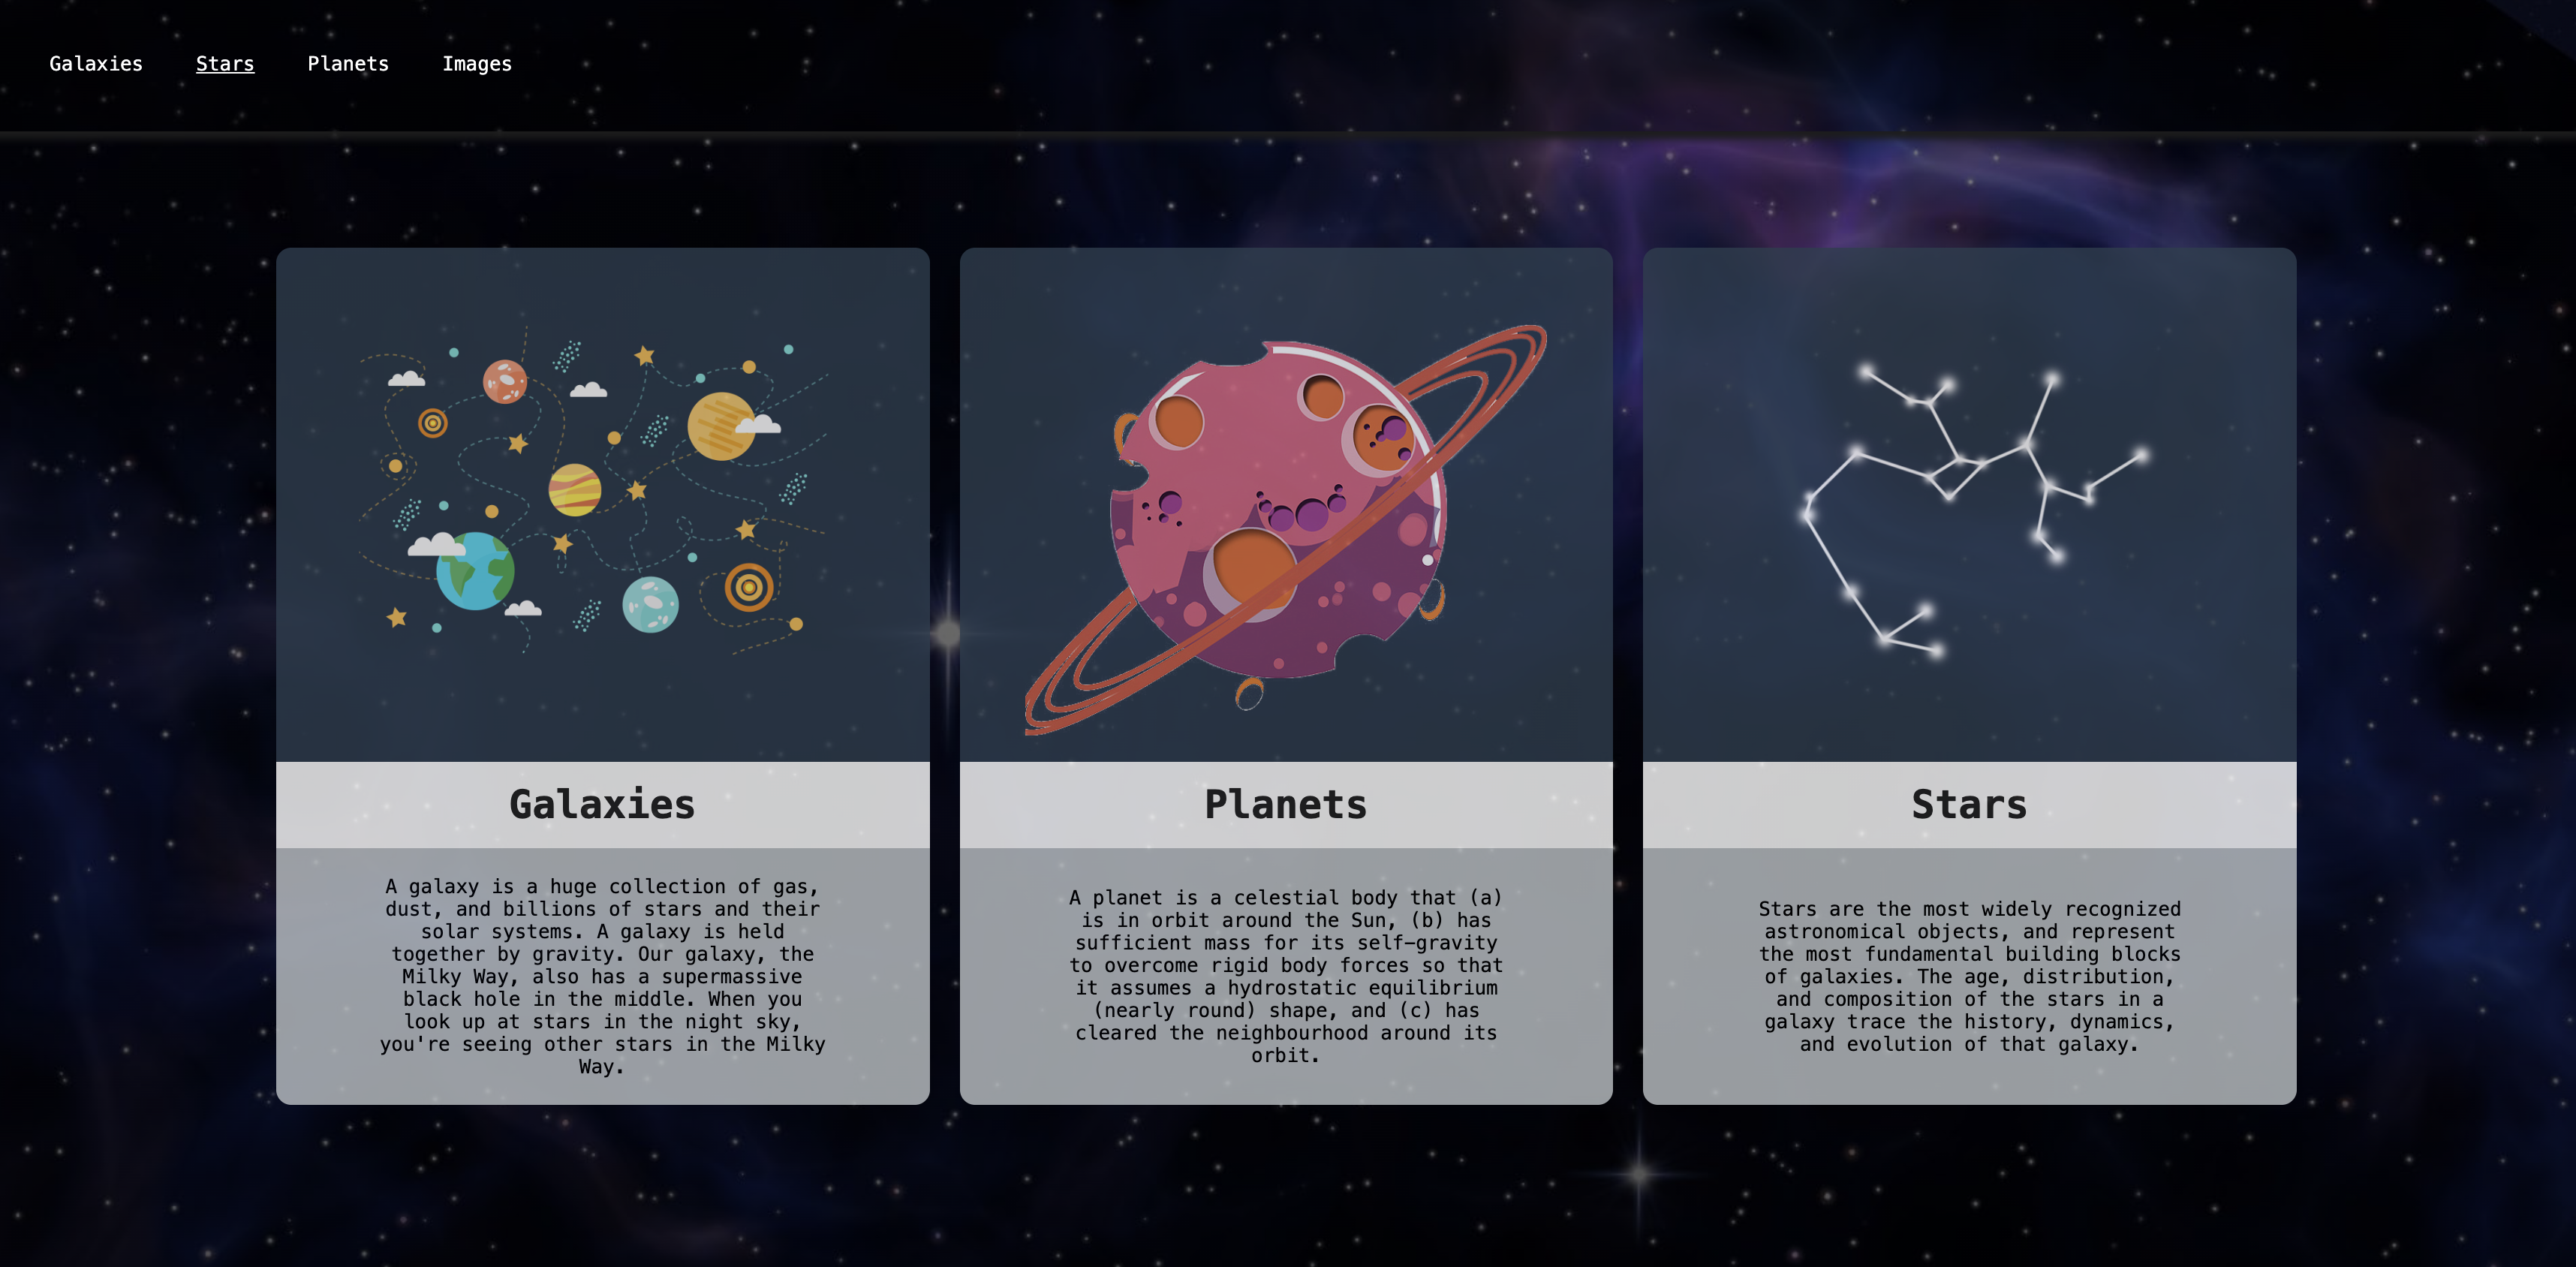 Galaxies Stars Planets Images
Galaxies
A galaxy is a huge collection of gas,
dust, and billions of stars and their
solar systems. A galaxy is held
together by gravity. Our galaxy, the
Milky Way, also has a supermassive
black hole in the middle. When you
look up at stars in the night sky,
you're seeing other stars in the Milky
Way.
Planets
A planet is a celestial body that (a)
is in orbit around the Sun, (b) has
sufficient mass for its self-gravity
to overcome rigid body forces so that
it assumes a hydrostatic equilibrium
(nearly round) shape, and (c) has
cleared the neighbourhood around its
orbit.
Stars
Stars are the most widely recognized
astronomical objects, and represent
the most fundamental building blocks
of galaxies. The age, distribution,
and composition of the stars in a
galaxy trace the history, dynamics,
and evolution of that galaxy.